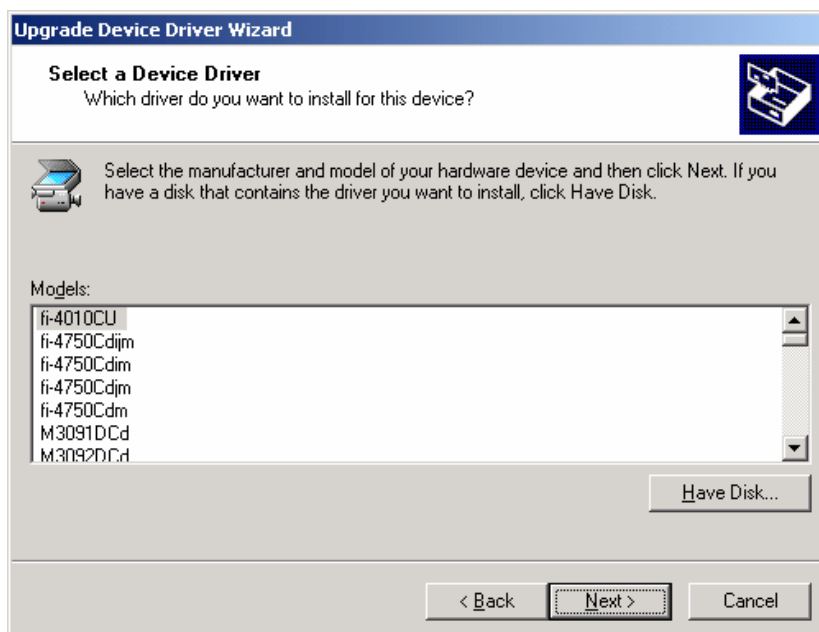 Upgrade Device Driver Wizard
Select a Device Driver
Which driver do you want to install for this device?
Select the manufacturer and model of your hardware device and then click Next. If you
have a disk that contains the driver you want to install, click Have Disk.
Models:
fi-4010CU
fi-4750Cdijm
fi-4750Cdim
fi-4750Cdjm
fi-4750Cdm
M3091DCd
M3092DCd
Have Disk...
< Back
Next >
Cancel